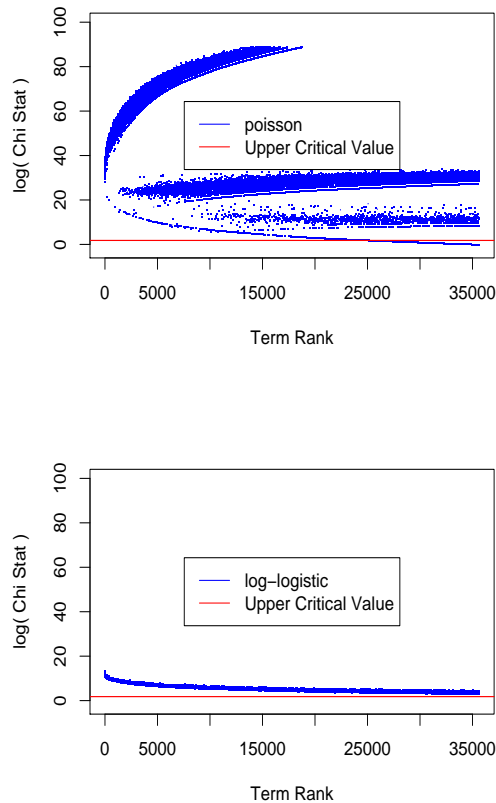 100
80
60
40
20
0
log( Chi Stat )
poisson
Upper Critical Value
0 5000 15000 25000 35000
Term Rank
100
80
60
40
20
0
log( Chi Stat )
log−logistic
Upper Critical Value
0 5000 15000 25000 35000
Term Rank